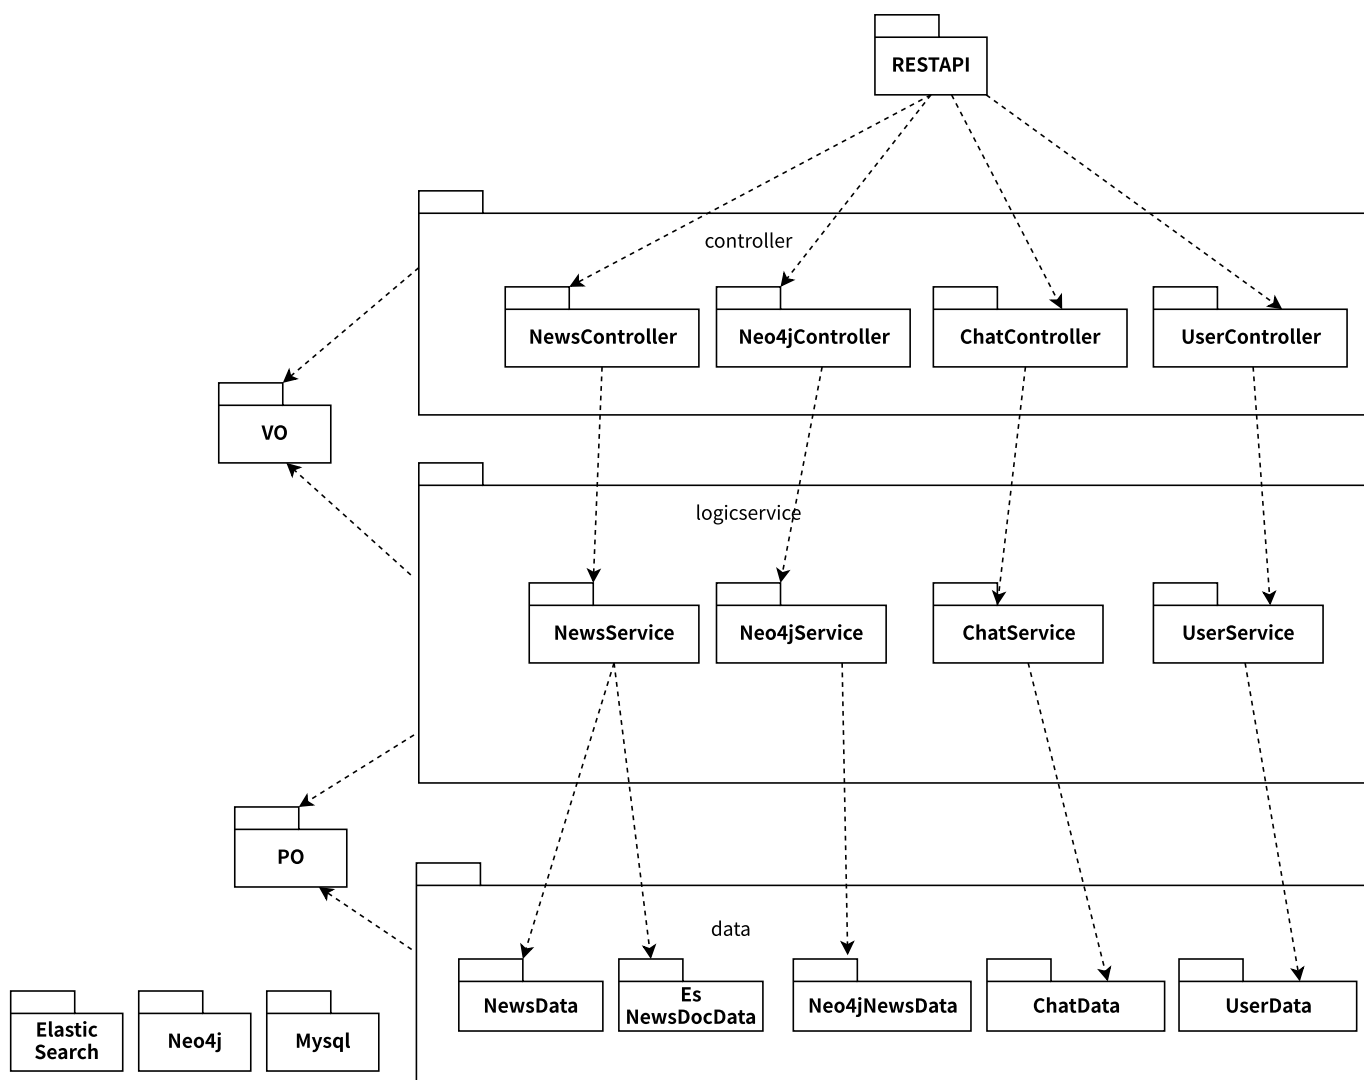 RESTAPI
controller
NewsController
Neo4jController
ChatController
UserController
VO
logicservice
NewsService
Neo4jService
ChatService
UserService
PO
data
NewsData
Es
NewsDocData
Neo4jNewsData
ChatData
UserData
Elastic
Search
Neo4j
Mysql